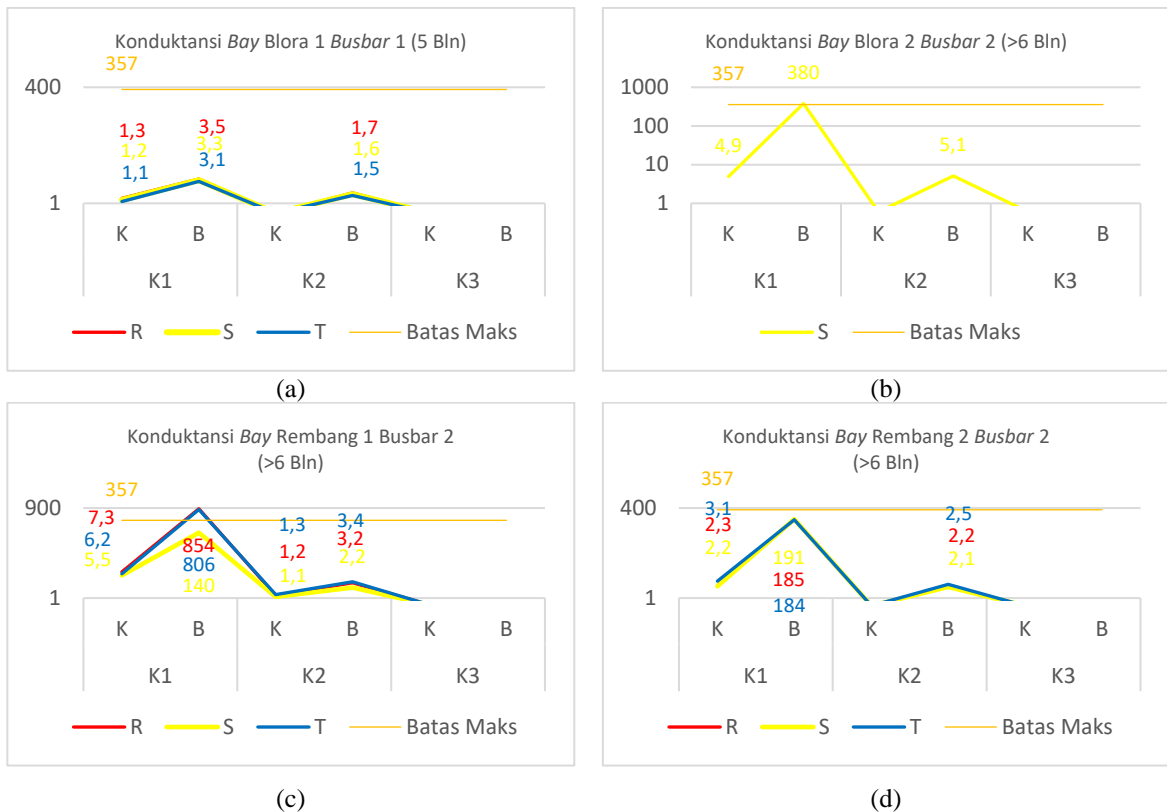 Konduktansi Bay Blora 1 Busbar 1 (5 Bln)
357
400
1,3 3,5 1,7
1,2 3,3 1,6
1,1 3,1 1,5
1
K B K B K B
K1 K2 K3
R S T Batas Maks
(a)
Konduktansi Bay Blora 2 Busbar 2 (>6 Bln)
357 380
1000
100
4,9 5,1
10
1
K B K B K B
K1 K2 K3
S Batas Maks
(b)
Konduktansi Bay Rembang 1 Busbar 2
(>6 Bln)
357
900
7,3 1,3 3,4
6,2 854 1,2 3,2
5,5 806 1,1 2,2
140
1
K B K B K B
K1 K2 K3
R S T Batas Maks
(c)
Konduktansi Bay Rembang 2 Busbar 2
(>6 Bln)
357
400
3,1 2,5
2,3 2,2
2,2 191 2,1
185
184
1
K B K B K B
K1 K2 K3
R S T Batas Maks
(d)